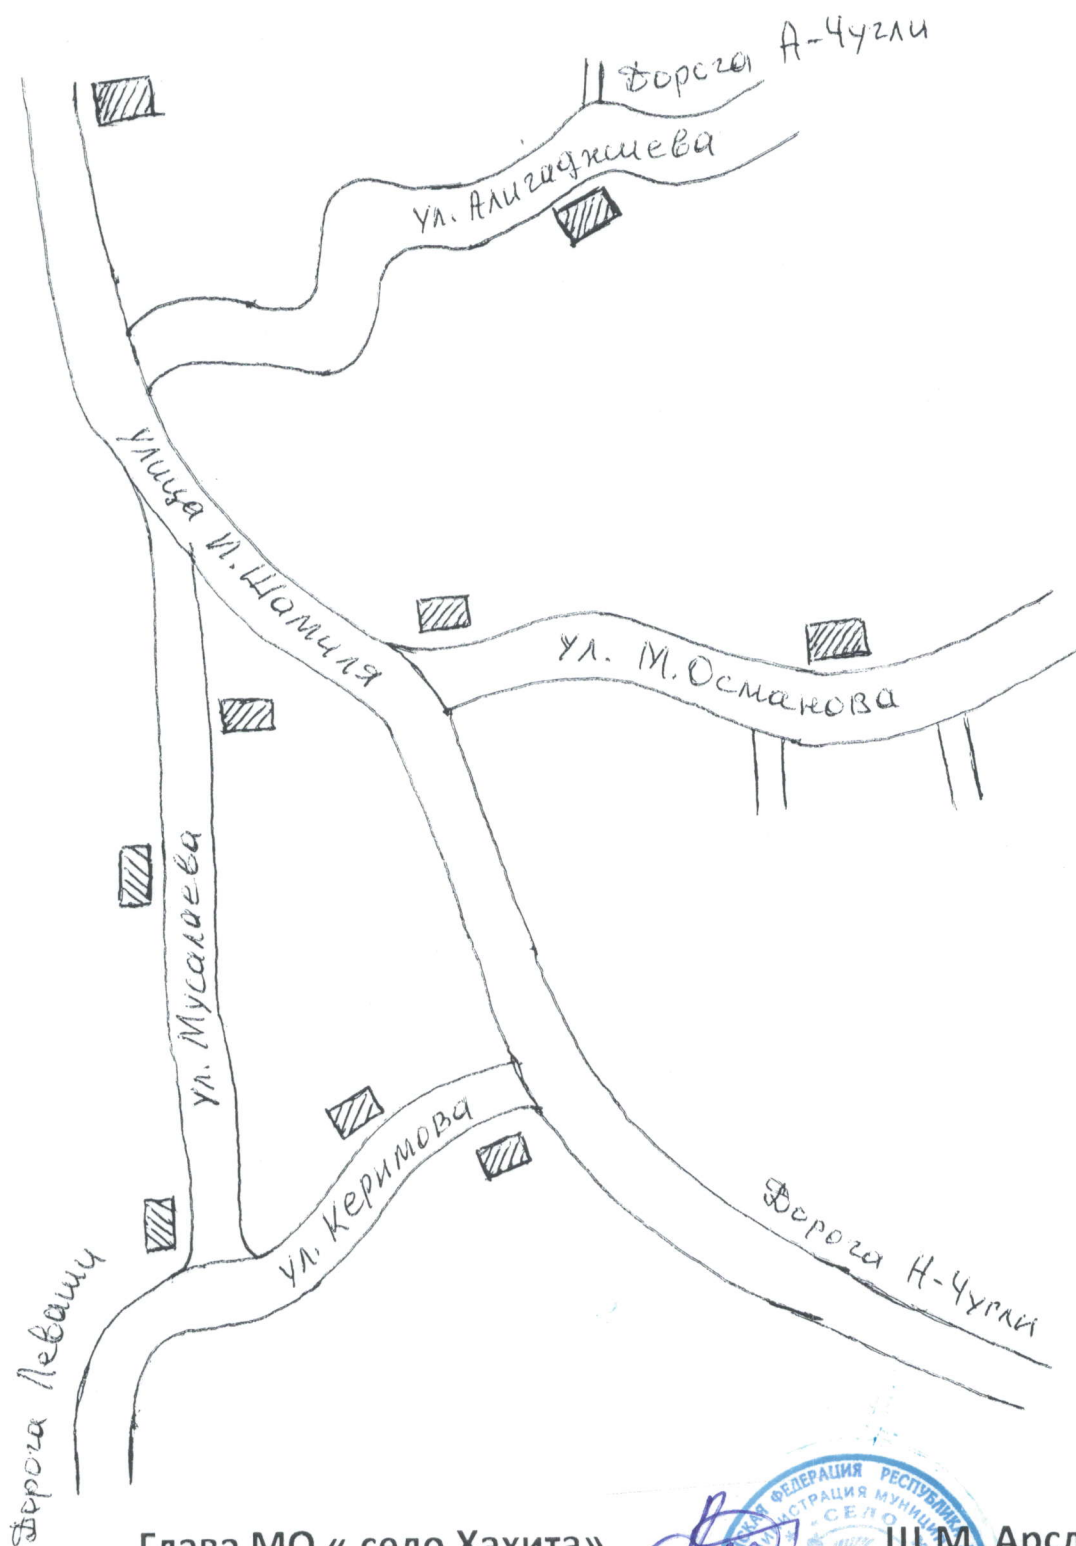 Дорога А-Чугли
ул. Алигаджиева
улица И. Шамиля
ул. М. Османова
ул. Мусалаева
ул. Керимова
Дорога Н-Чугли
Дорога Леваши
ФЕДЕРАЦИЯ РЕСПУБЛИКА
«СЕЛО
Глава МО « село Хахита»
Ш.М. Арсл